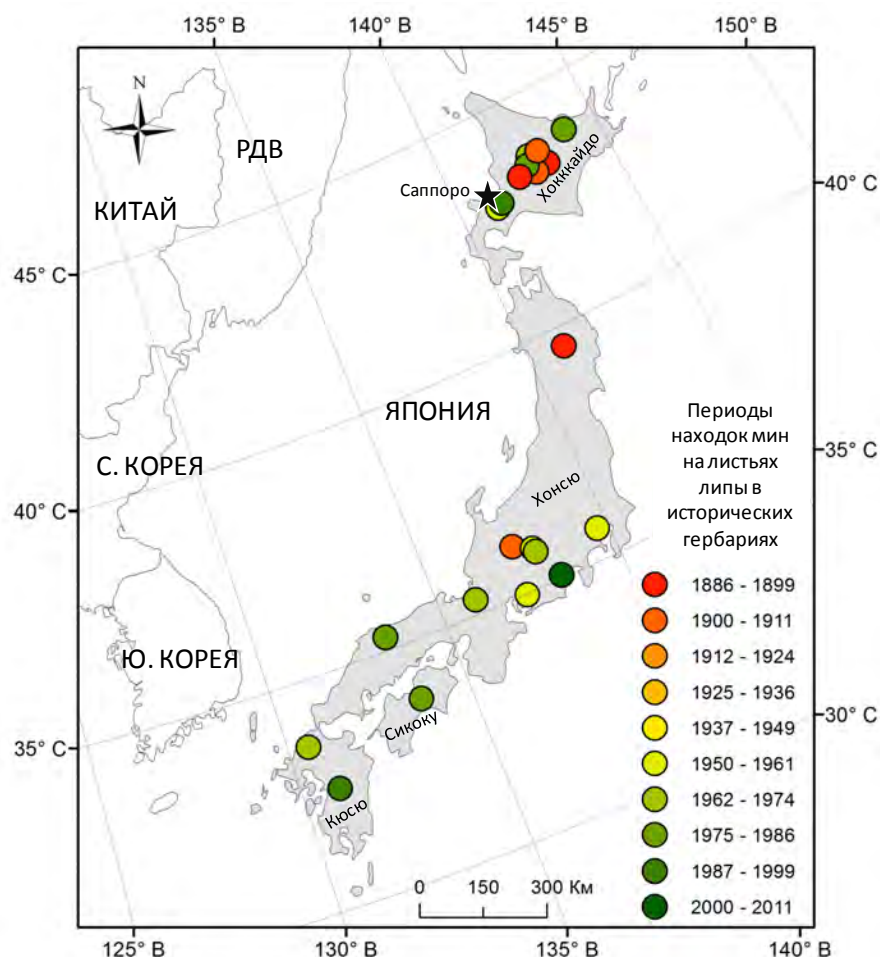 135° В
140° В
145° В
150° В
N
РДВ
КИТАЙ
Саппоро
Хокккайдо
40° С
45° С
ЯПОНИЯ
Периоды
находок мин
на листьях
липы в
исторических
гербариях
35° С
С. КОРЕЯ
Хонсю
40° С
1886 - 1899
1900 - 1911
Ю. КОРЕЯ
1912 - 1924
1925 - 1936
30° С
Сикоку
1937 - 1949
35° С
1950 - 1961
1962 - 1974
Кюсю
1975 - 1986
0 150 300 Км
1987 - 1999
2000 - 2011
125° В
130° В
135° В
140° В